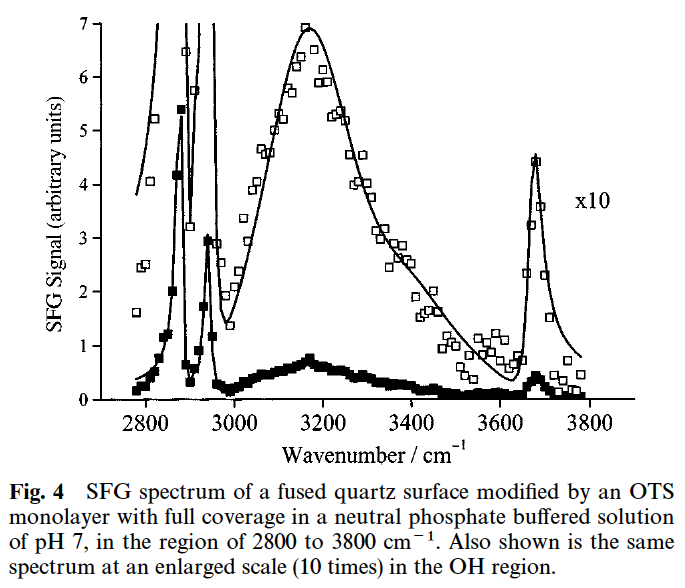 7
6
5
4
3
2
1
0
SFG Signal (arbitrary units)
x10
2800 3000 3200 3400 3600 3800
Wavenumber / cm⁻¹
Fig. 4 SFG spectrum of a fused quartz surface modified by an OTS
monolayer with full coverage in a neutral phosphate buffered solution
of pH 7, in the region of 2800 to 3800 cm⁻¹. Also shown is the same
spectrum at an enlarged scale (10 times) in the OH region.